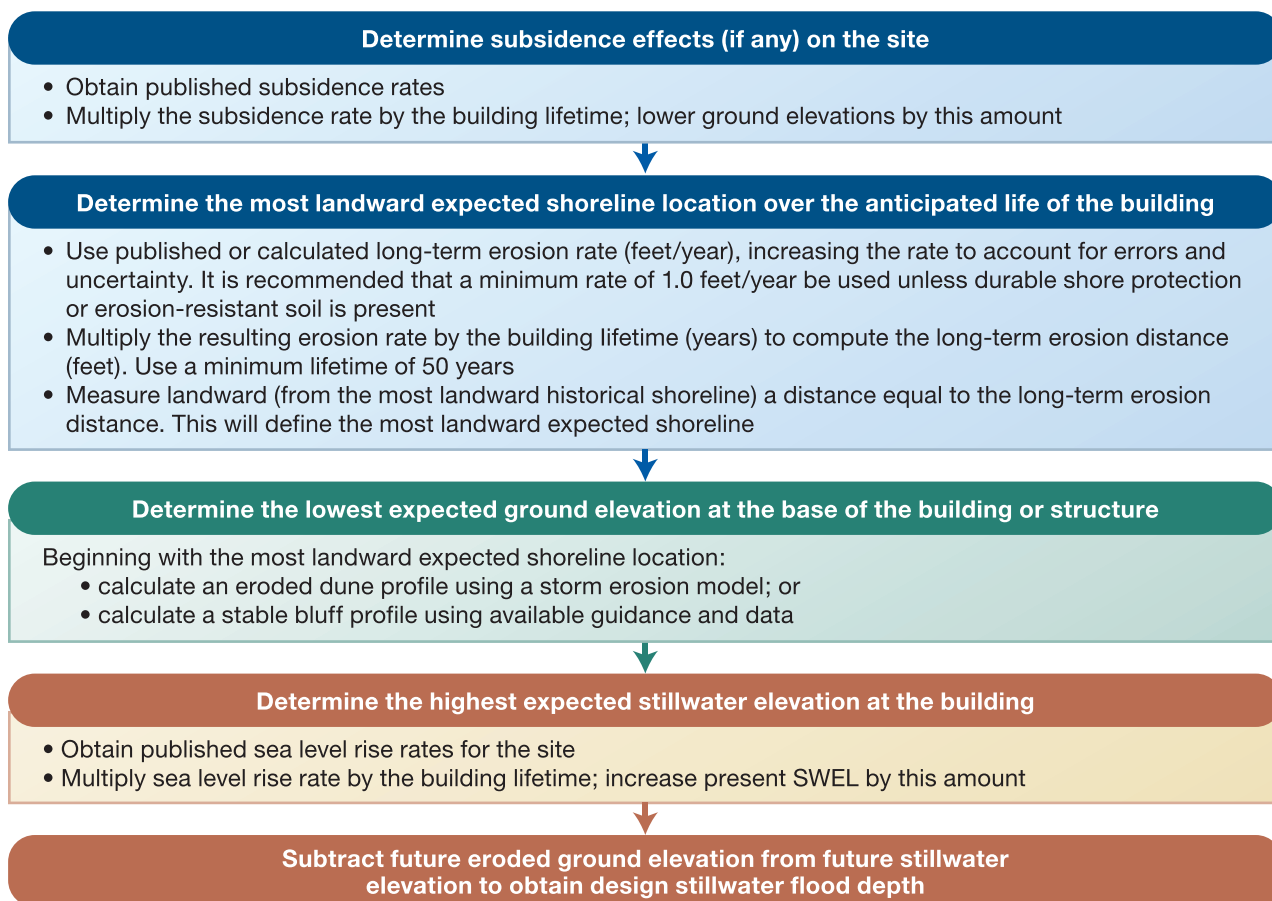 Determine subsidence effects (if any) on the site
• Obtain published subsidence rates
• Multiply the subsidence rate by the building lifetime; lower ground elevations by this amount
Determine the most landward expected shoreline location over the anticipated life of the building
• Use published or calculated long-term erosion rate (feet/year), increasing the rate to account for errors and
uncertainty. It is recommended that a minimum rate of 1.0 feet/year be used unless durable shore protection
or erosion-resistant soil is present
• Multiply the resulting erosion rate by the building lifetime (years) to compute the long-term erosion distance
(feet). Use a minimum lifetime of 50 years
• Measure landward (from the most landward historical shoreline) a distance equal to the long-term erosion
distance. This will define the most landward expected shoreline
Determine the lowest expected ground elevation at the base of the building or structure
Beginning with the most landward expected shoreline location:
• calculate an eroded dune profile using a storm erosion model; or
• calculate a stable bluff profile using available guidance and data
Determine the highest expected stillwater elevation at the building
• Obtain published sea level rise rates for the site
• Multiply sea level rise rate by the building lifetime; increase present SWEL by this amount
Subtract future eroded ground elevation from future stillwater
elevation to obtain design stillwater flood depth